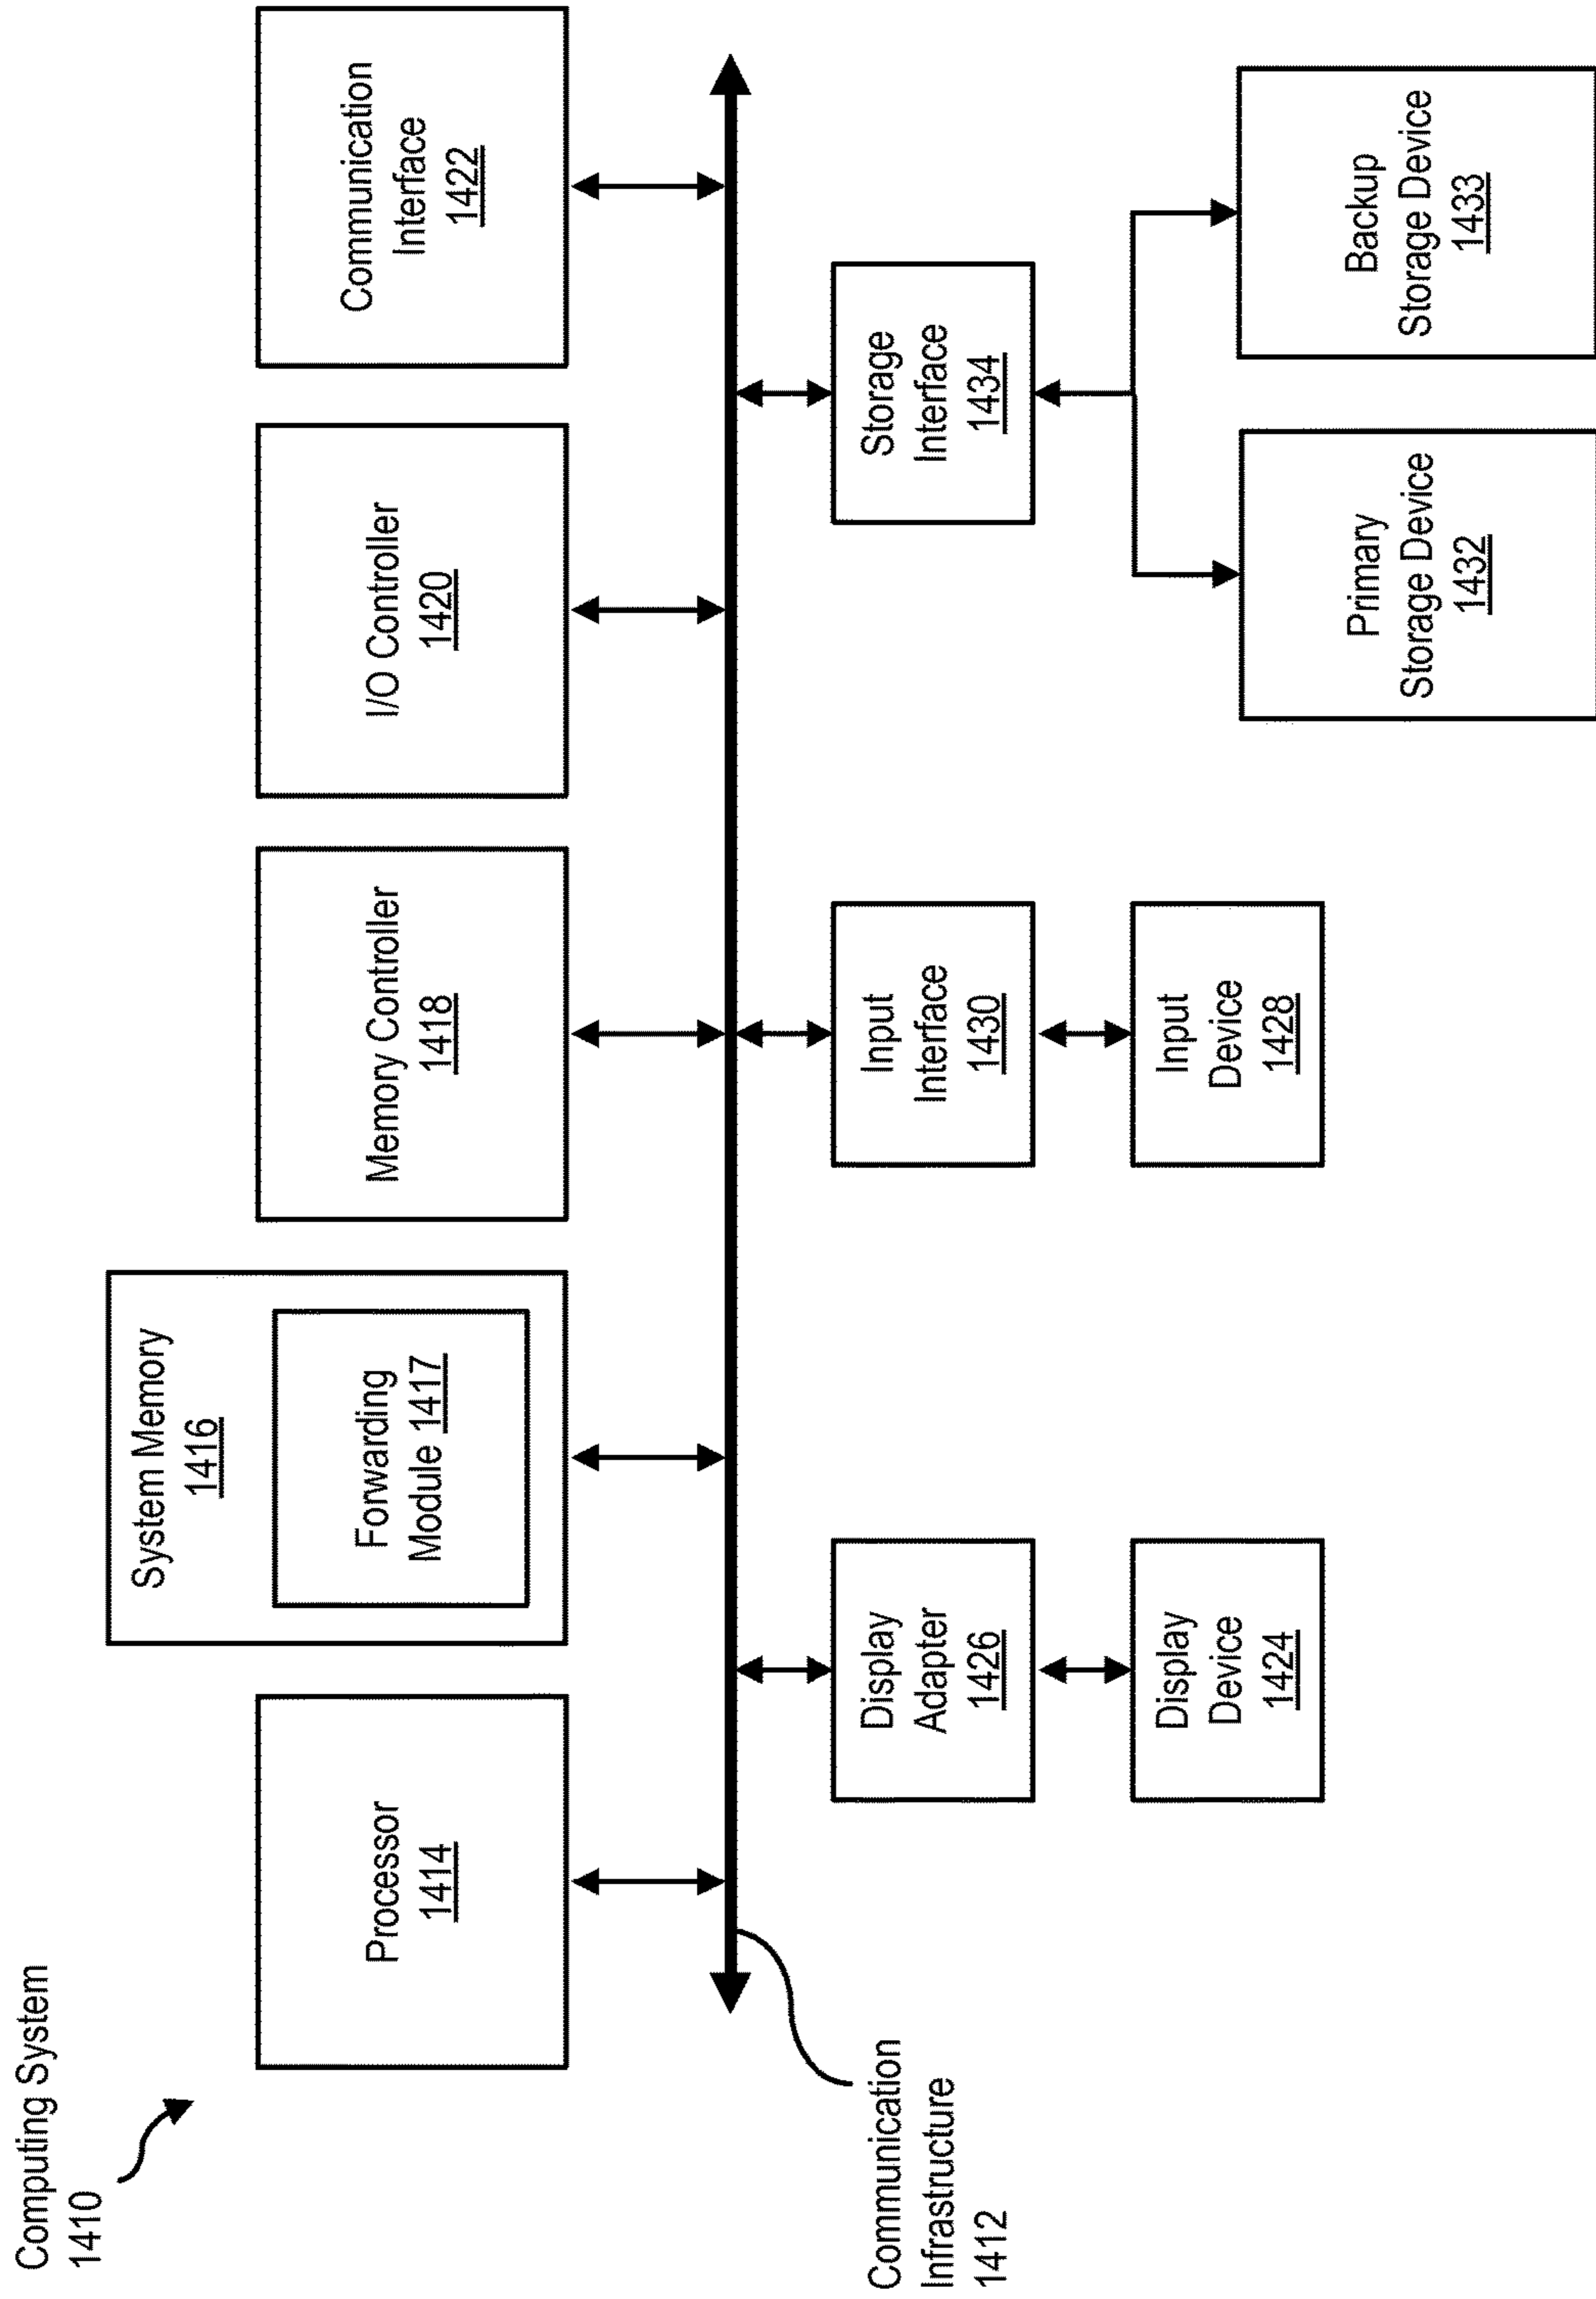 Computing System
1410
Processor
1414
System Memory
1416
Forwarding
Module 1417
Memory Controller
1418
I/O Controller
1420
Communication
Interface
1422
Communication
Infrastructure
1412
Display
Adapter
1426
Input
Interface
1430
Storage
Interface
1434
Display
Device
1424
Input
Device
1428
Primary
Storage Device
1432
Backup
Storage Device
1433